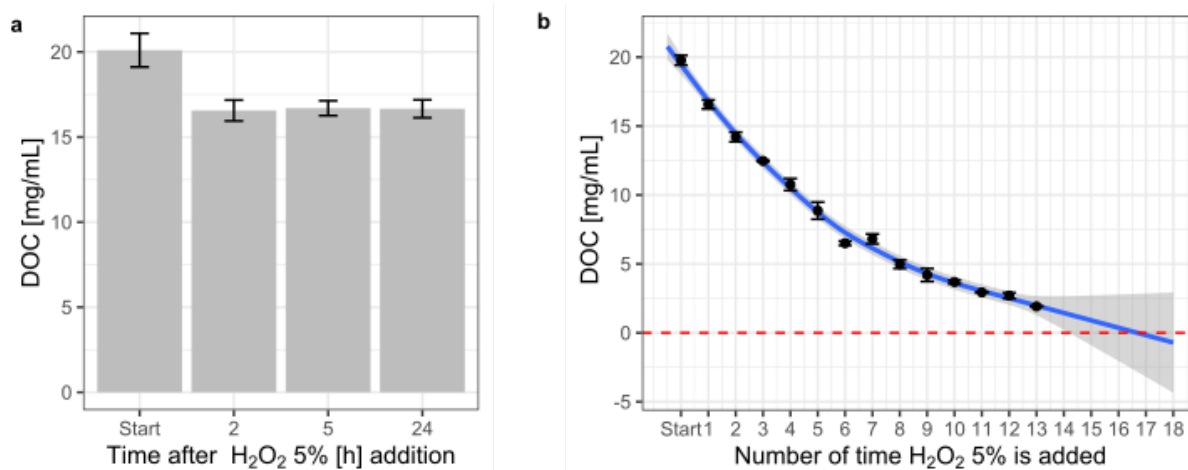 a
DOC [mg/mL]
20
15
10
5
0
Start 2 5 24
Time after H₂O₂ 5% [h] addition
b
DOC [mg/mL]
20
15
10
5
0
-5
Start 1 2 3 4 5 6 7 8 9 10 11 12 13 14 15 16 17 18
Number of time H₂O₂ 5% is added